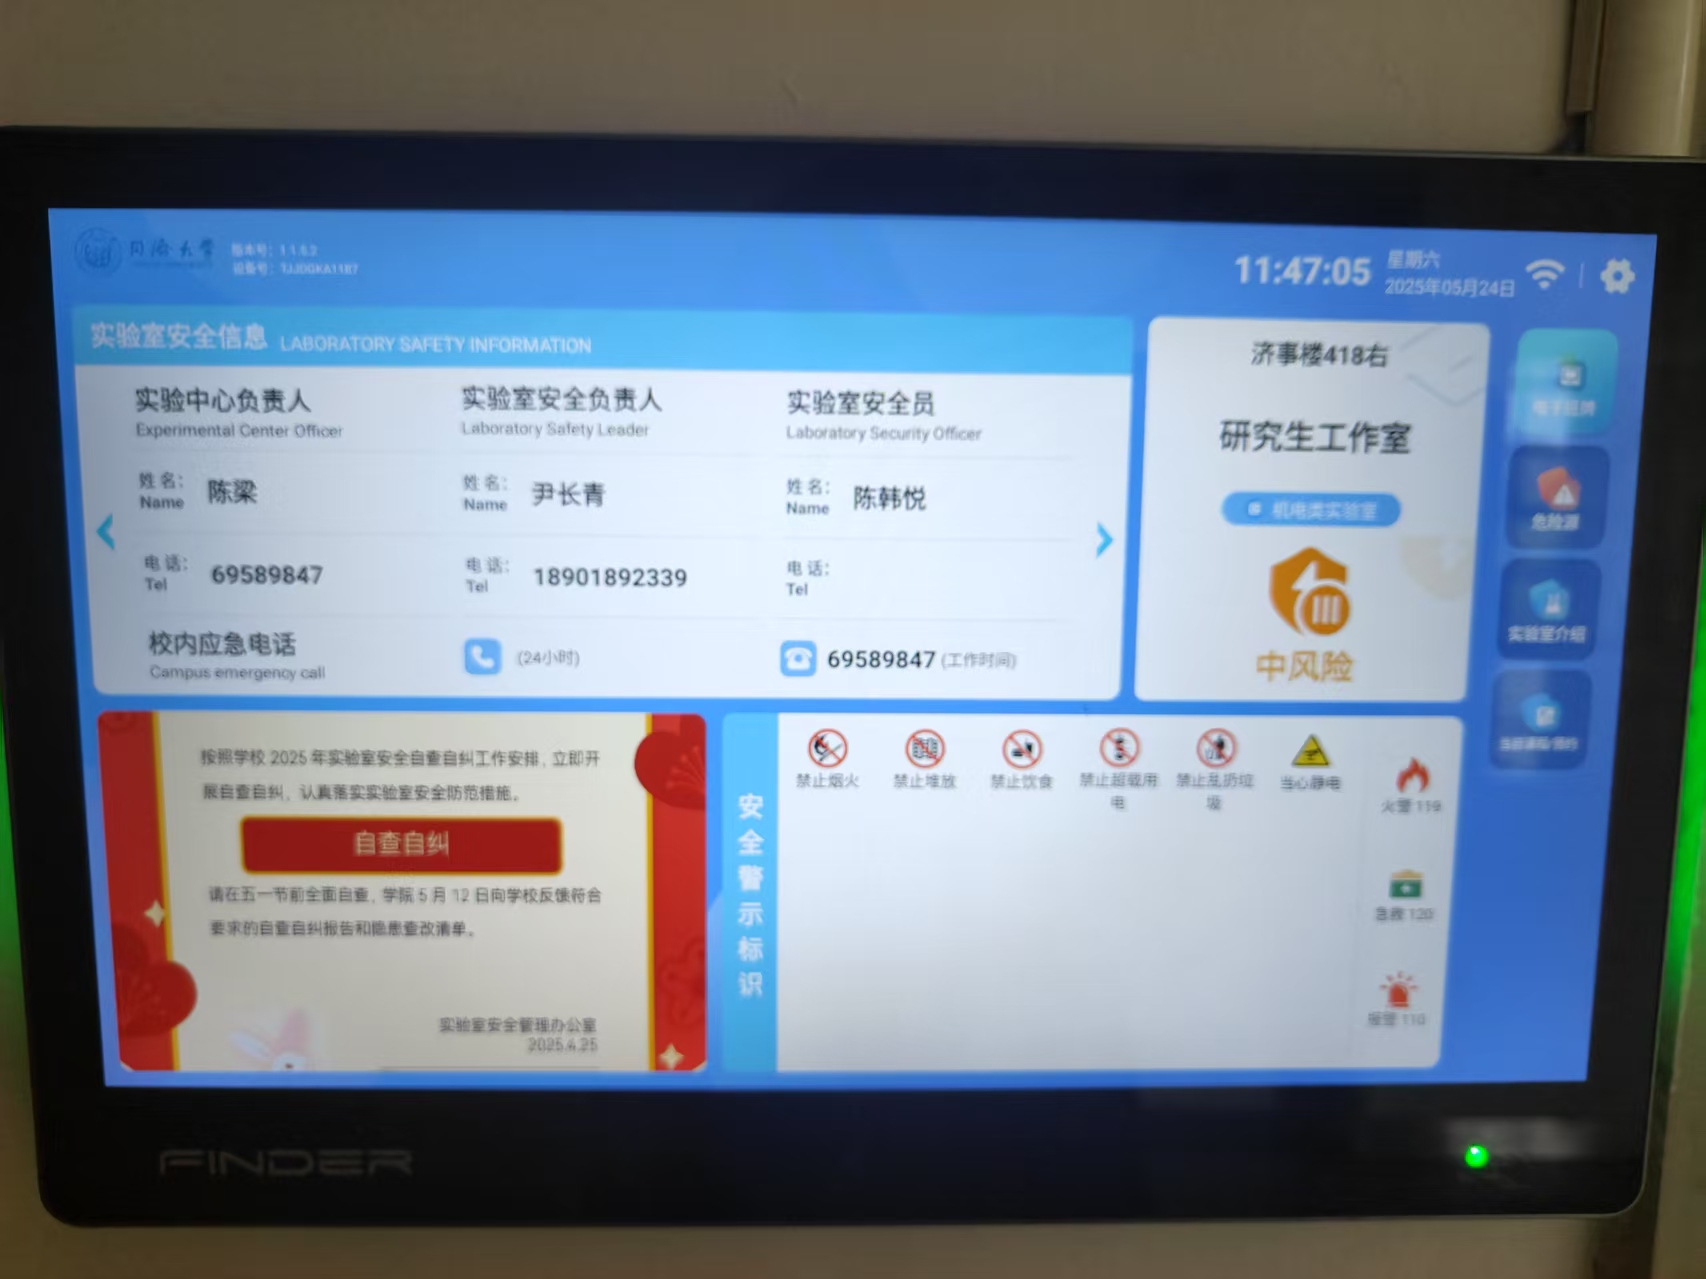 同济大学
版本号: 1.1.5.2
11:47:05
星期六
2025年05月24日
实验室安全信息 LABORATORY SAFETY INFORMATION
实验中心负责人
Experimental Center Officer
姓名: 陈梁
Name
电话: 69589847
Tel
实验室安全负责人
Laboratory Safety Leader
姓名: 尹长青
Name
电话: 18901892339
Tel
实验室安全员
Laboratory Security Officer
姓名: 陈韩悦
Name
电话:
Tel
校内应急电话
Campus emergency call
(24小时)
69589847 (工作时间)
济事楼418右
研究生工作室
机电类实验室
中风险
电子班牌
危险源
实验室介绍
按照学校 2025 年实验室安全自查自纠工作安排，立即开
展自查自纠，认真落实实验室安全防范措施。
自查自纠
请在五一节前全面自查，学院 5 月 12 日向学校反馈符合
要求的自查自纠报告和隐患查改清单。
实验室安全管理办公室
2025.4.25
安全警示标识
禁止烟火
禁止堆放
禁止饮食
禁止超载用
电
禁止乱扔垃
圾
当心静电
火警 119
急救 120
报警 110
FINDER